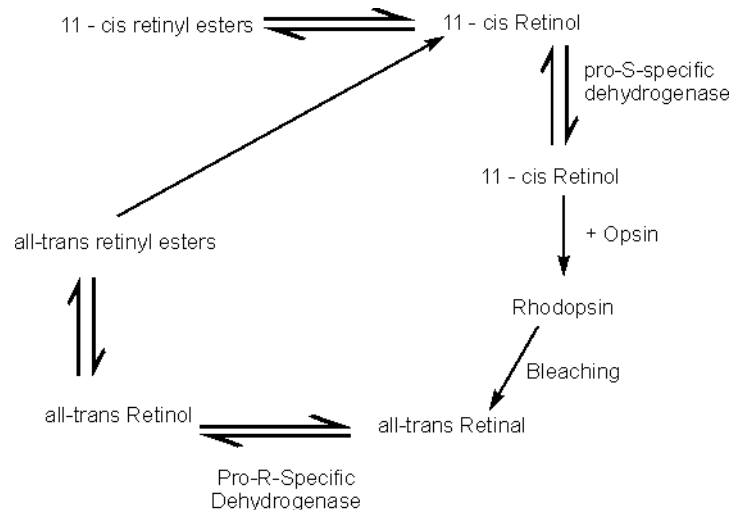 11 - cis retinyl esters
11 - cis Retinol
pro-S-specific
dehydrogenase
11 - cis Retinol
+ Opsin
all-trans retinyl esters
Rhodopsin
Bleaching
all-trans Retinol
all-trans Retinal
Pro-R-Specific
Dehydrogenase